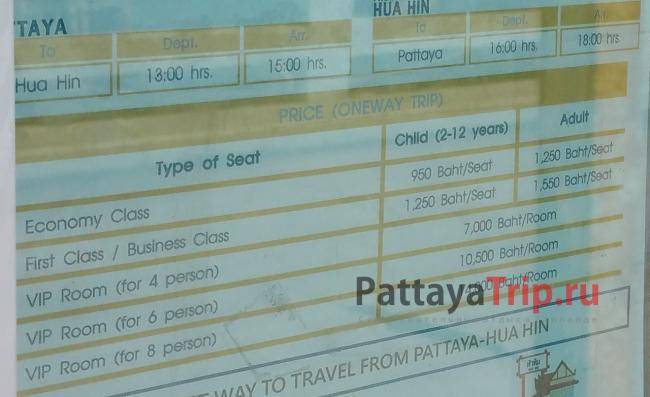 TTAYA
HUA HIN
To Dept. Arr.
To Dept. Arr.
Hua Hin 13:00 hrs. 15:00 hrs.
Pattaya 16:00 hrs. 18:00 hrs.
PRICE (ONEWAY TRIP)
Type of Seat Child (2-12 years) Adult
Economy Class 950 Baht/Seat 1,250 Baht/Seat
First Class / Business Class 1,250 Baht/Seat 1,550 Baht/Seat
VIP Room (for 4 person) 7,000 Baht/Room
VIP Room (for 6 person) 10,500 Baht/Room
VIP Room (for 8 person) Baht/Room
PattayaTrip.ru
WAY TO TRAVEL FROM PATTAYA-HUA HIN